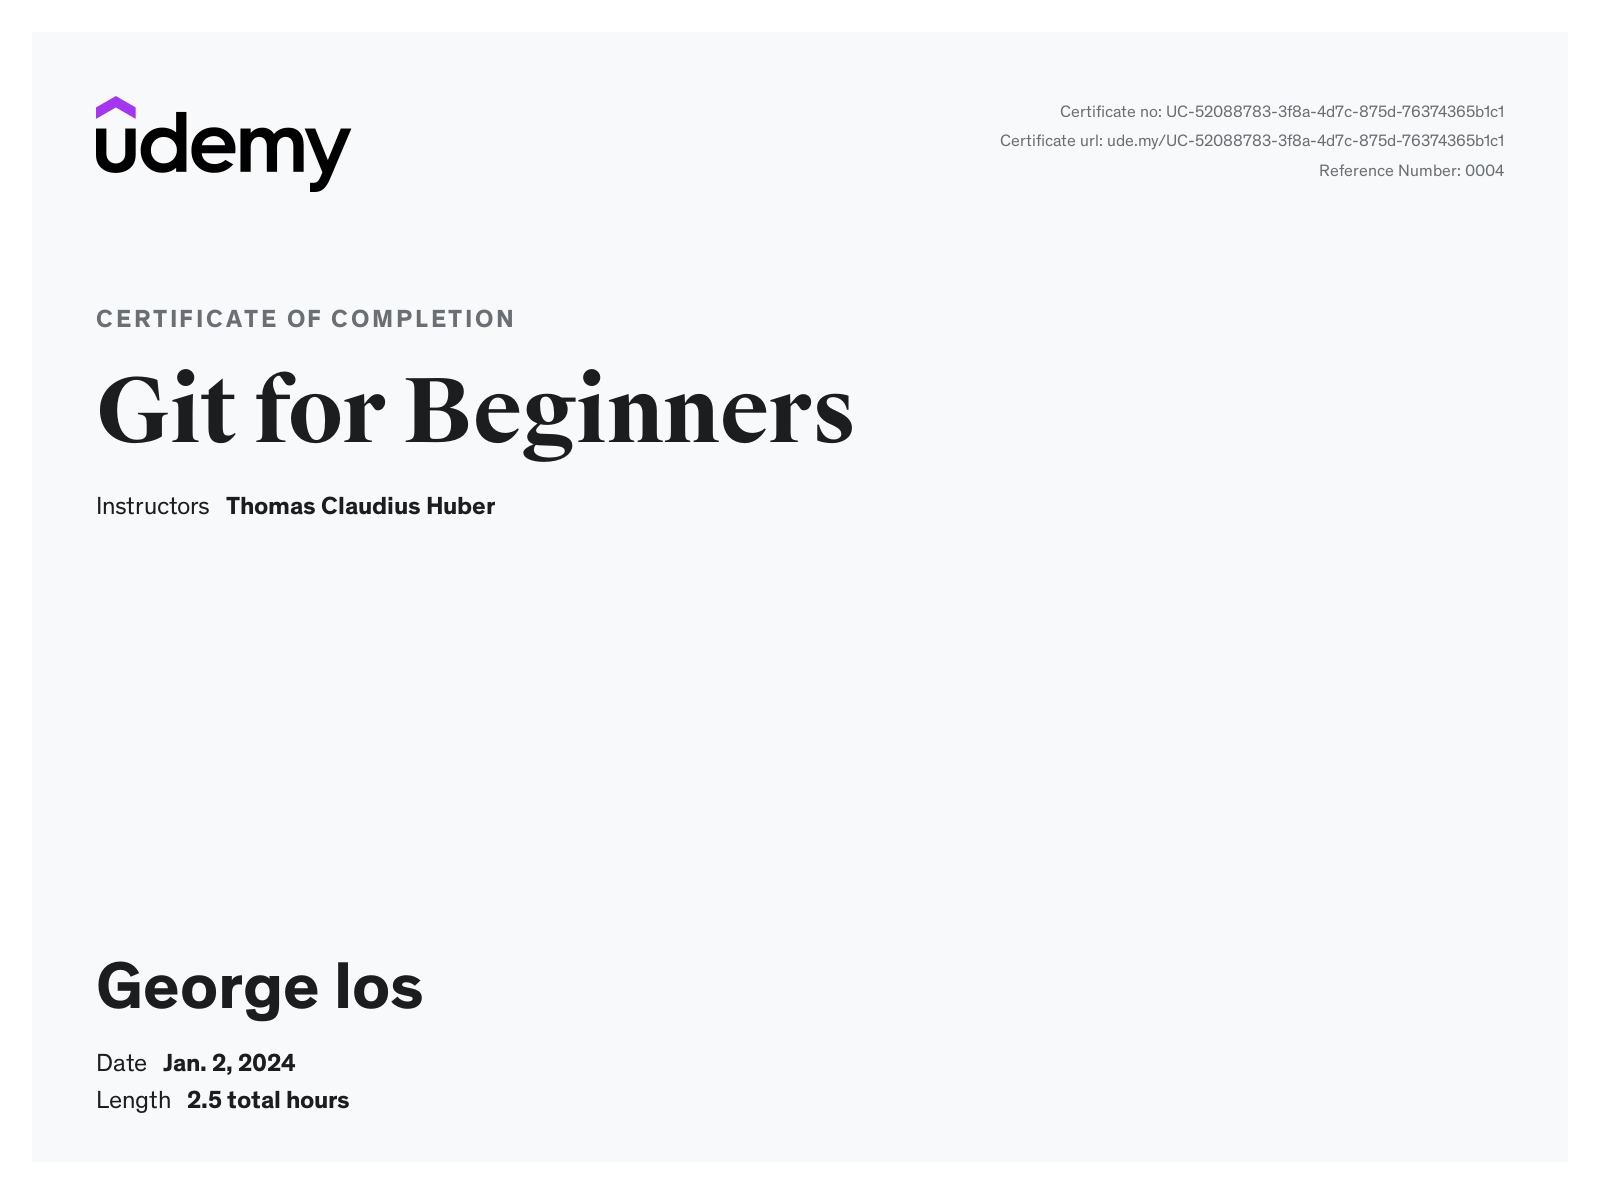 udemy
Certificate no: UC-52088783-3f8a-4d7c-875d-76374365b1c1
Certificate url: ude.my/UC-52088783-3f8a-4d7c-875d-76374365b1c1
Reference Number: 0004
CERTIFICATE OF COMPLETION
Git for Beginners
Instructors Thomas Claudius Huber
George Ios
Date Jan. 2, 2024
Length 2.5 total hours